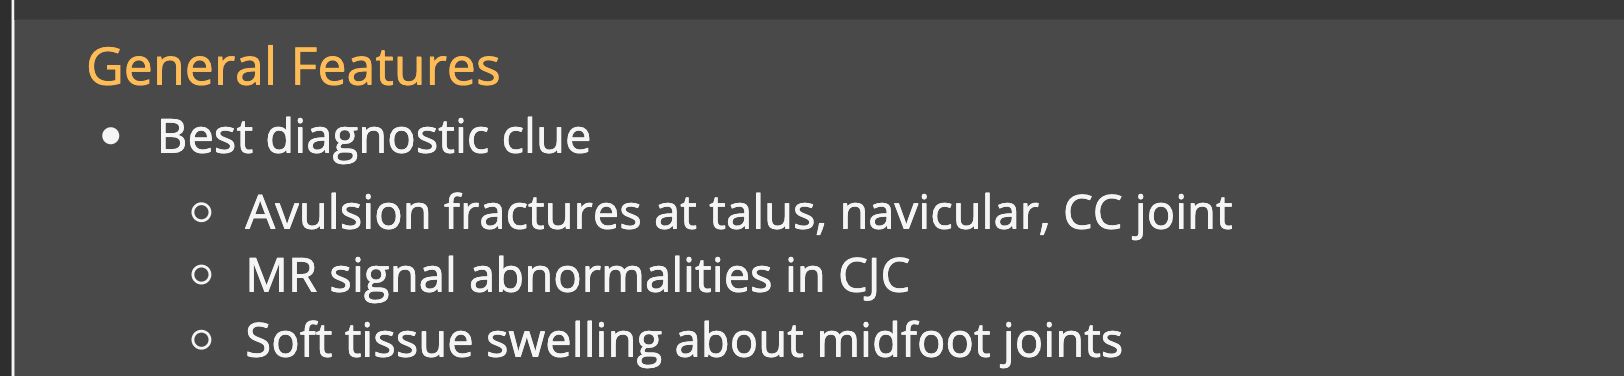 General Features
• Best diagnostic clue
○ Avulsion fractures at talus, navicular, CC joint
○ MR signal abnormalities in CJC
○ Soft tissue swelling about midfoot joints